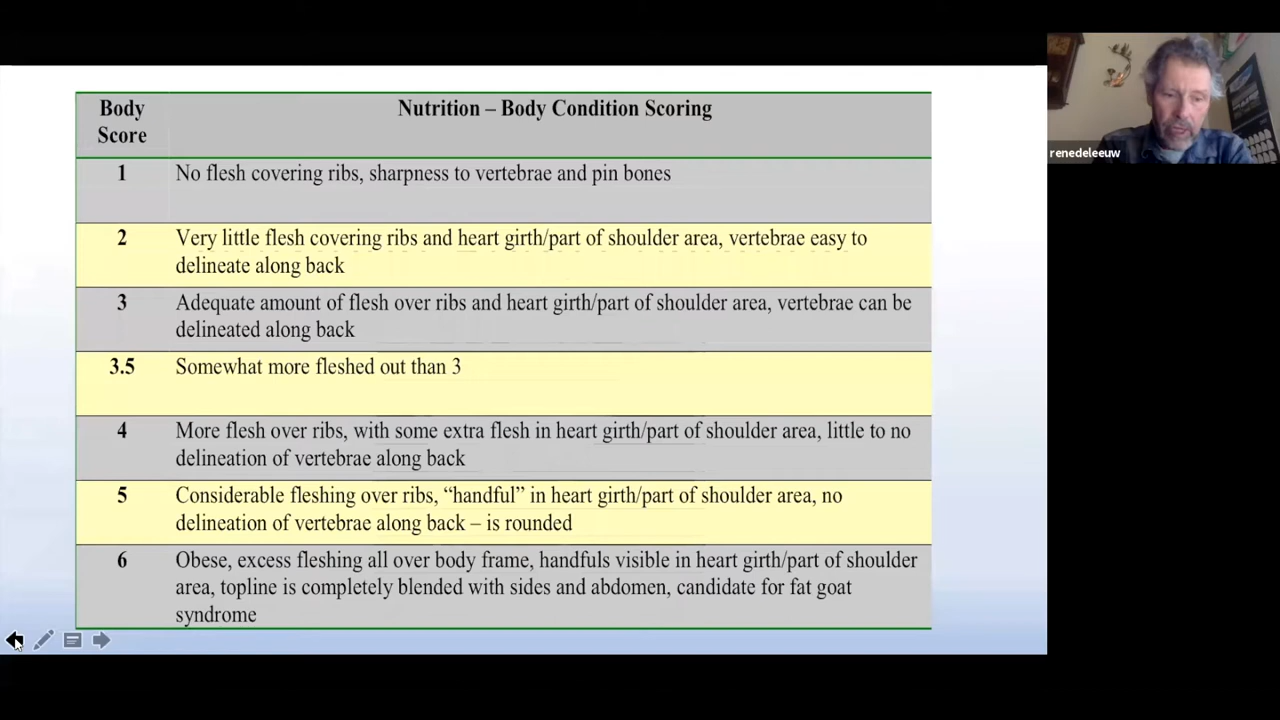 Body
Score
Nutrition – Body Condition Scoring
1
No flesh covering ribs, sharpness to vertebrae and pin bones
2
Very little flesh covering ribs and heart girth/part of shoulder area, vertebrae easy to
delineate along back
3
Adequate amount of flesh over ribs and heart girth/part of shoulder area, vertebrae can be
delineated along back
3.5
Somewhat more fleshed out than 3
4
More flesh over ribs, with some extra flesh in heart girth/part of shoulder area, little to no
delineation of vertebrae along back
5
Considerable fleshing over ribs, “handful” in heart girth/part of shoulder area, no
delineation of vertebrae along back – is rounded
6
Obese, excess fleshing all over body frame, handfuls visible in heart girth/part of shoulder
area, topline is completely blended with sides and abdomen, candidate for fat goat
syndrome
renedeleeuw